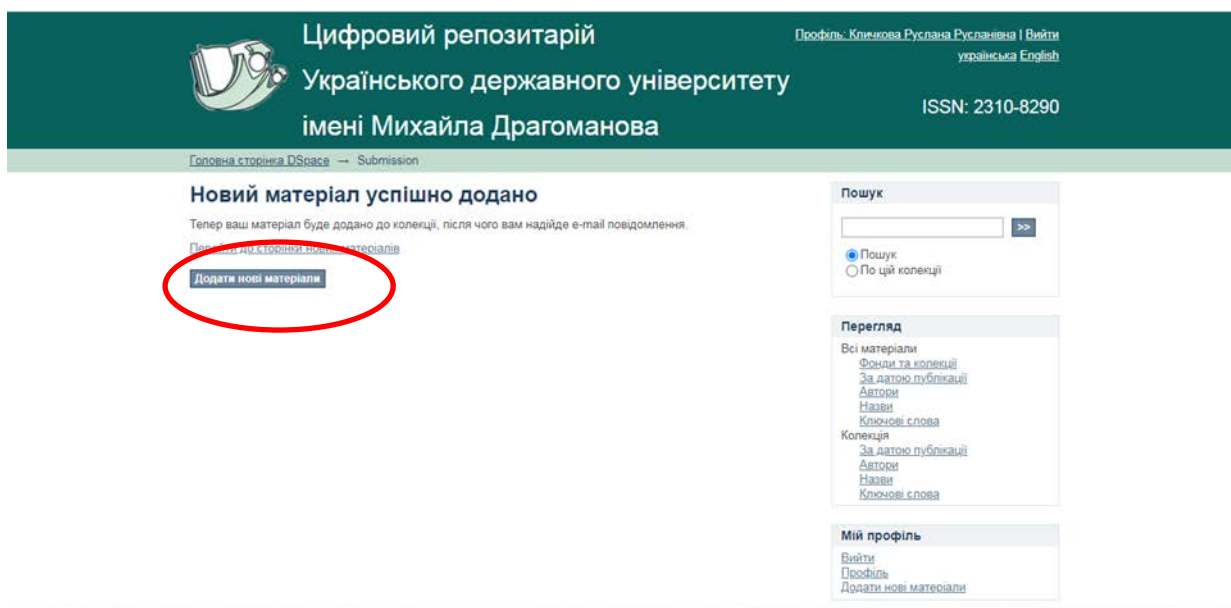 Цифровий репозитарій
Українського державного університету
імені Михайла Драгоманова
Профіль: Кличкова Руслана Русланівна | Вийти
українська English
ISSN: 2310-8290
Головна сторінка DSpace → Submission
Новий матеріал успішно додано
Тепер ваш матеріал буде додано до колекції, після чого вам надійде e-mail повідомлення.
Перейти до сторінки нових матеріалів
Додати нові матеріали
Пошук
>>
Пошук
По цій колекції
Перегляд
Всі матеріали
Фонди та колекції
За датою публікації
Автори
Назви
Ключові слова
Колекція
За датою публікації
Автори
Назви
Ключові слова
Мій профіль
Вийти
Профіль
Додати нові матеріали